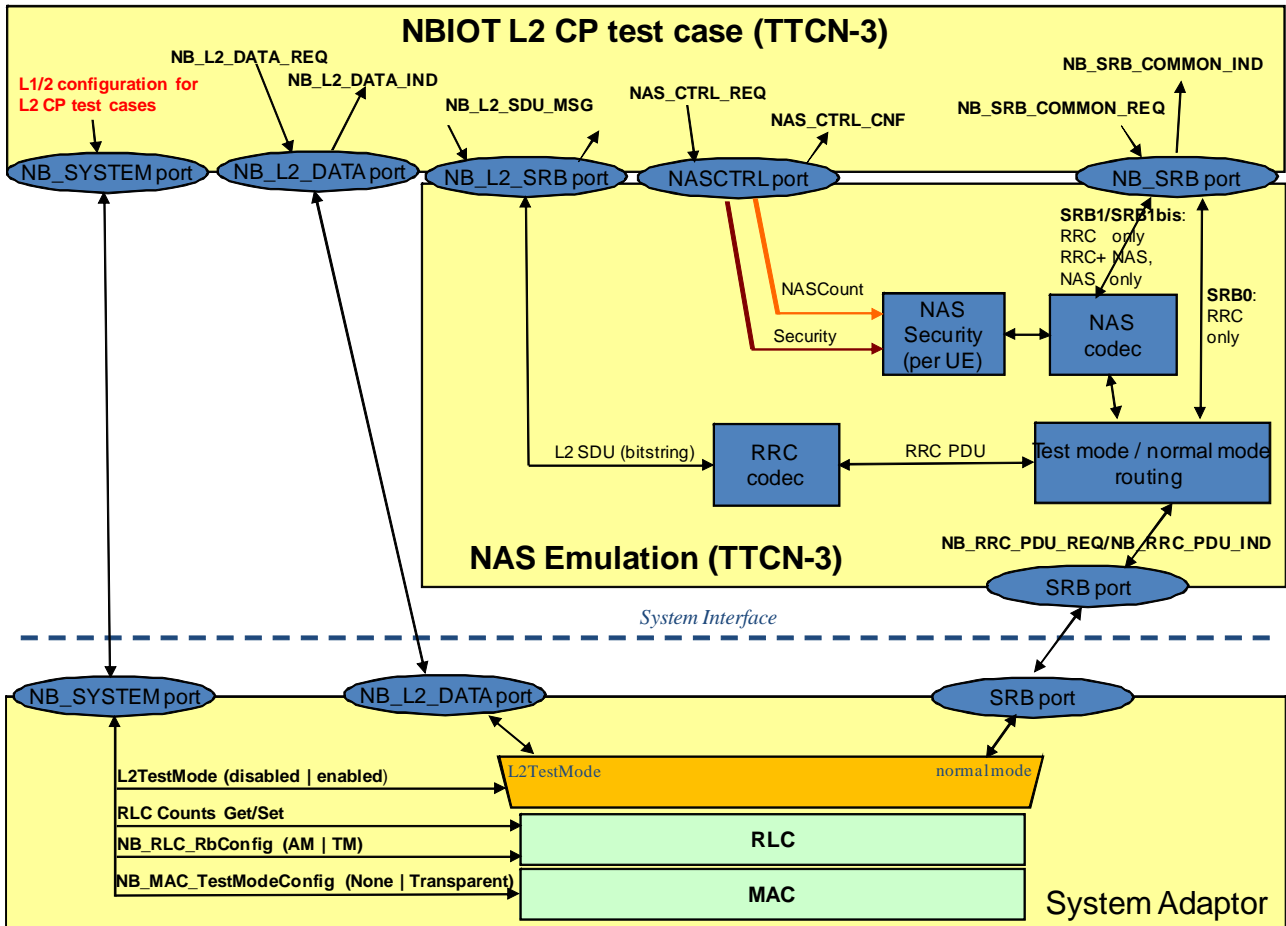 NBIOT L2 CP test case (TTCN-3)
NB_L2_DATA_REQ
NB_L2_DATA_IND
L1/2 configuration for
L2 CP test cases
NB_L2_SDU_MSG
NAS_CTRL_REQ
NAS_CTRL_CNF
NB_SRB_COMMON_IND
NB_SRB_COMMON_REQ
NB_SYSTEM port
NB_L2_DATA port
NB_L2_SRB port
NASCTRL port
NB_SRB port
SRB1/SRB1bis:
RRC only
RRC+ NAS,
NAS only
SRB0:
RRC
only
NASCount
Security
NAS
Security
(per UE)
NAS
codec
L2 SDU (bitstring)
RRC
codec
RRC PDU
Test mode / normal mode
routing
NB_RRC_PDU_REQ/NB_RRC_PDU_IND
NAS Emulation (TTCN-3)
SRB port
System Interface
NB_SYSTEM port
NB_L2_DATA port
SRB port
L2TestMode
normal mode
L2TestMode (disabled | enabled)
RLC Counts Get/Set
NB_RLC_RbConfig (AM | TM)
RLC
NB_MAC_TestModeConfig (None | Transparent)
MAC
System Adaptor